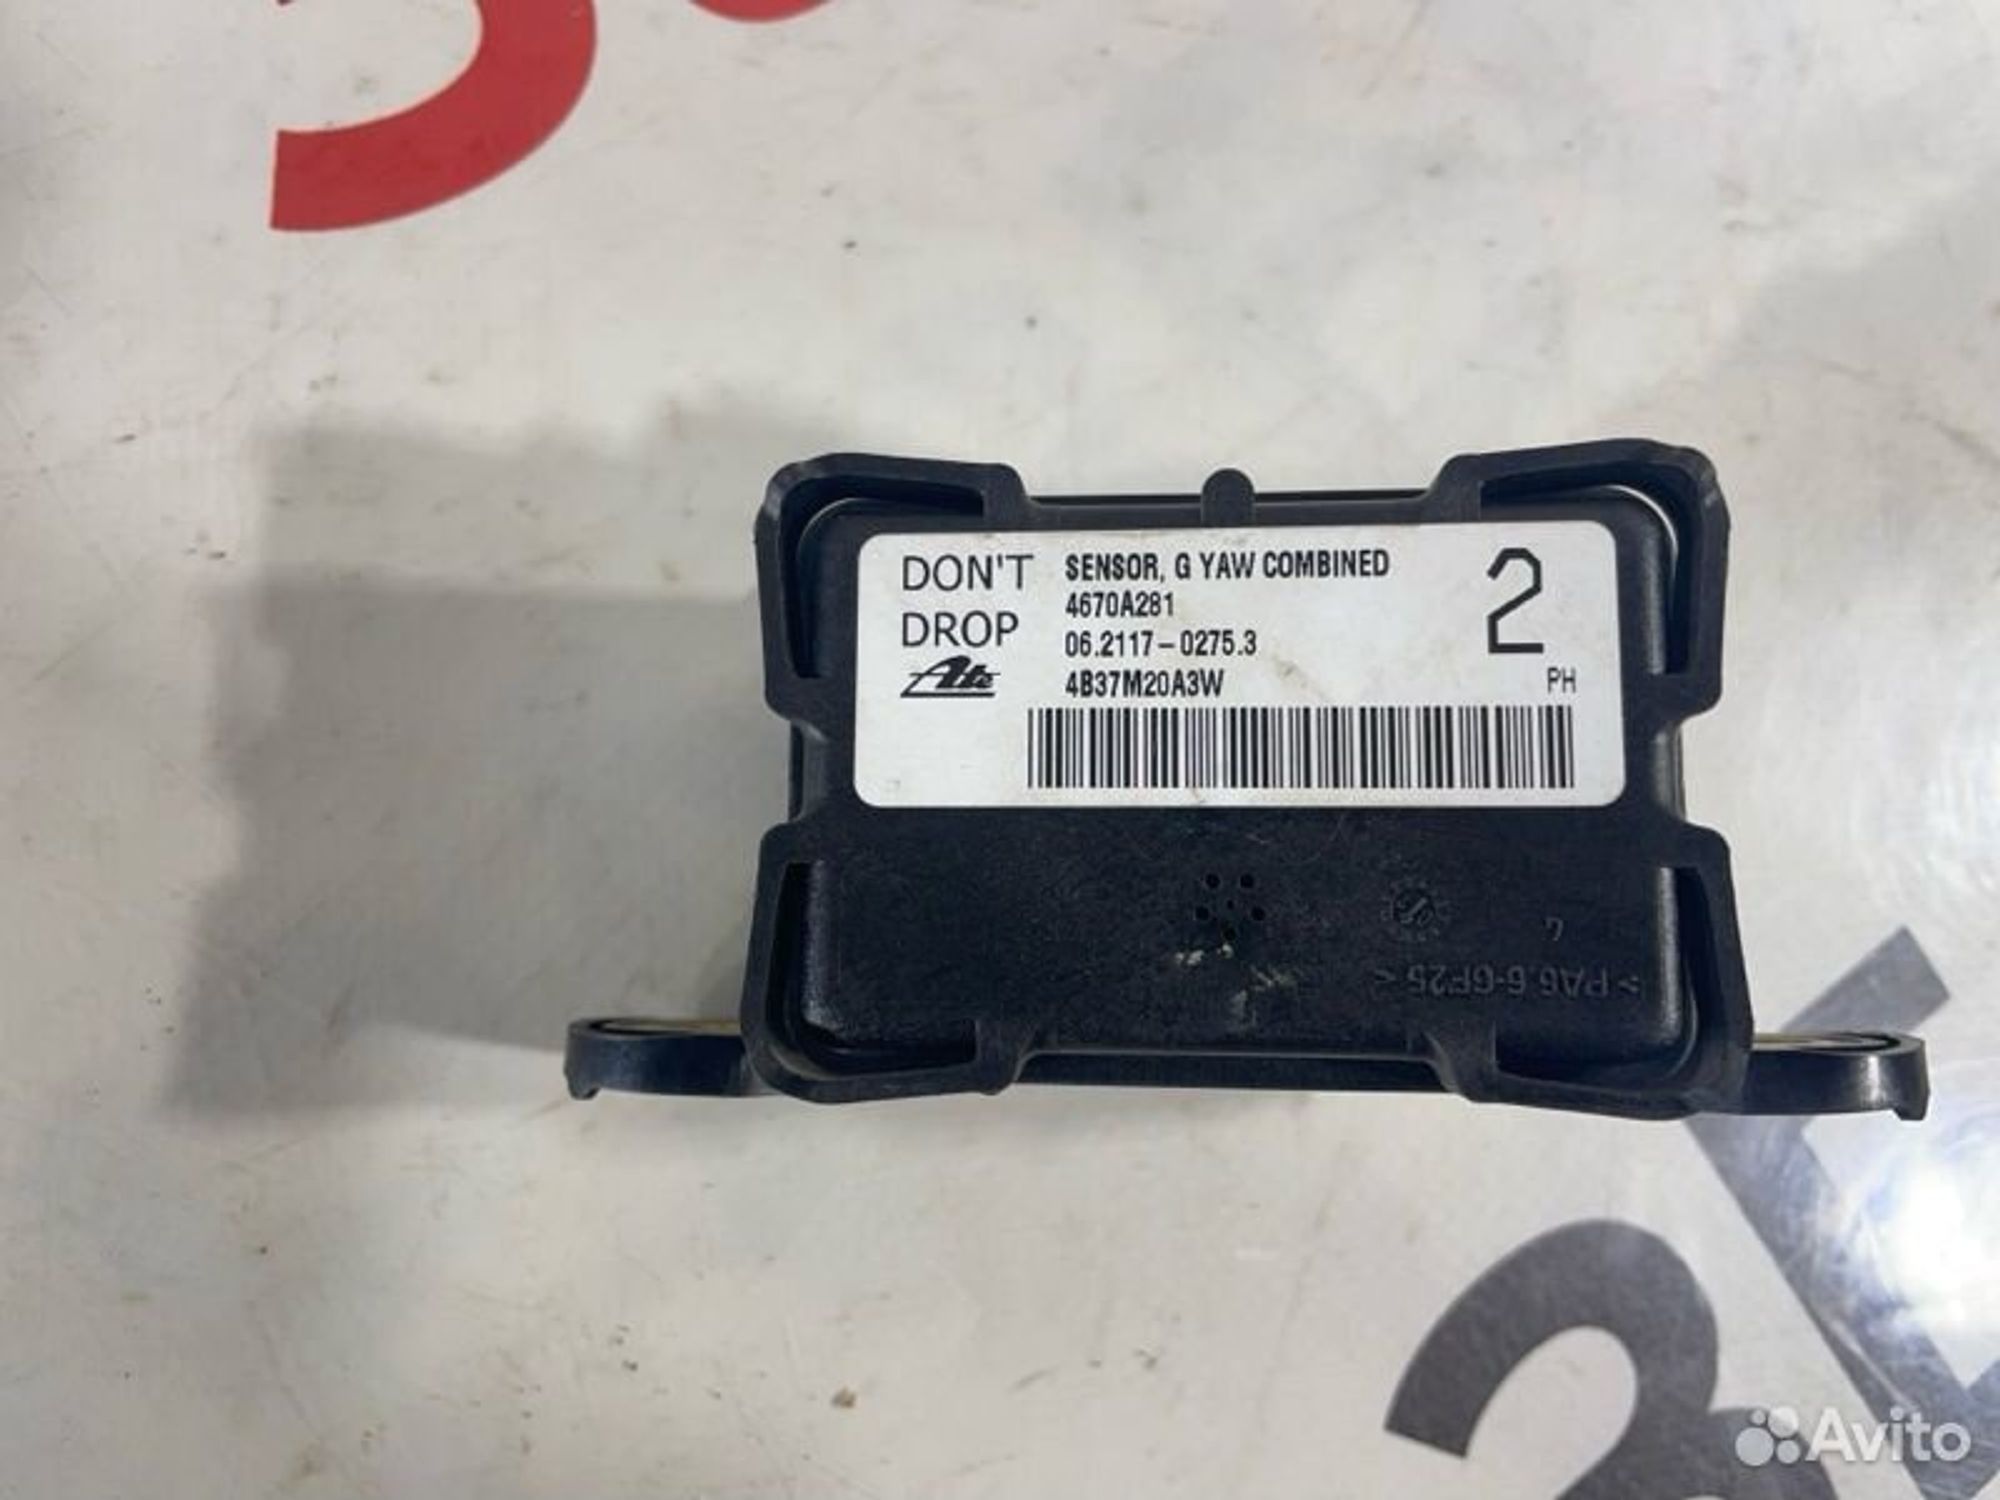 DON'T
DROP
Ate
SENSOR, G YAW COMBINED
4670A281
06.2117-0275.3
4B37M20A3W
2
PH
>PA6.6-GF25<
Avito